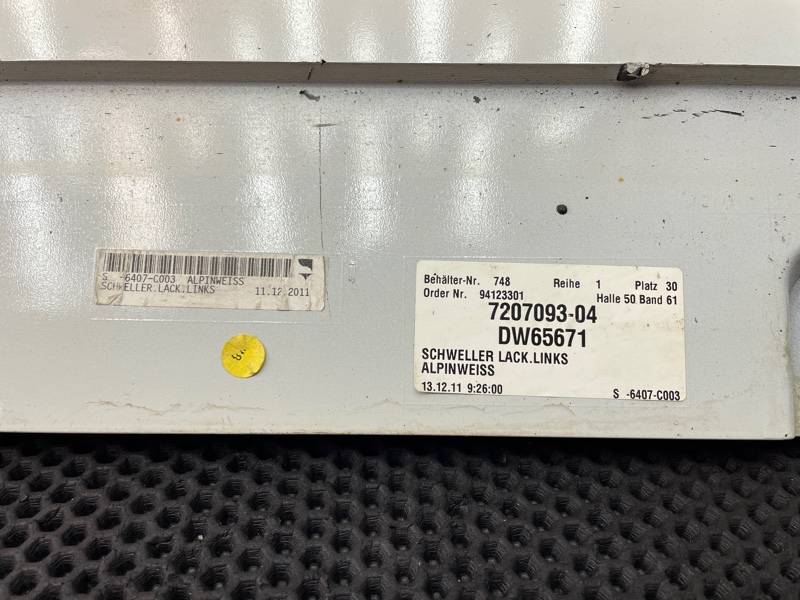 S -6407-C003 ALPINWEISS
SCHWELLER.LACK.LINKS 11.12.2011
Behälter-Nr. 748 Reihe 1 Platz 30
Order Nr. 94123301 Halle 50 Band 61
7207093-04
DW65671
SCHWELLER LACK.LINKS
ALPINWEISS
13.12.11 9:26:00 S -6407-C003